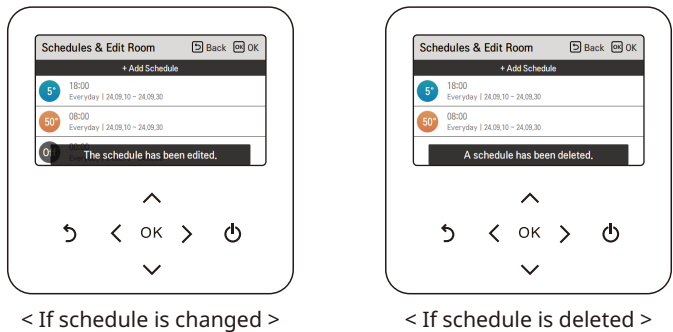 Schedules & Edit Room Back OK OK
+ Add Schedule
5° 18:00
Everyday | 24.09.10 ~ 24.09.30
50° 08:00
Everyday | 24.09.10 ~ 24.09.30
00:00
The schedule has been edited.
OK
< If schedule is changed >
Schedules & Edit Room Back OK OK
+ Add Schedule
5° 18:00
Everyday | 24.09.10 ~ 24.09.30
50° 08:00
Everyday | 24.09.10 ~ 24.09.30
A schedule has been deleted.
OK
< If schedule is deleted >